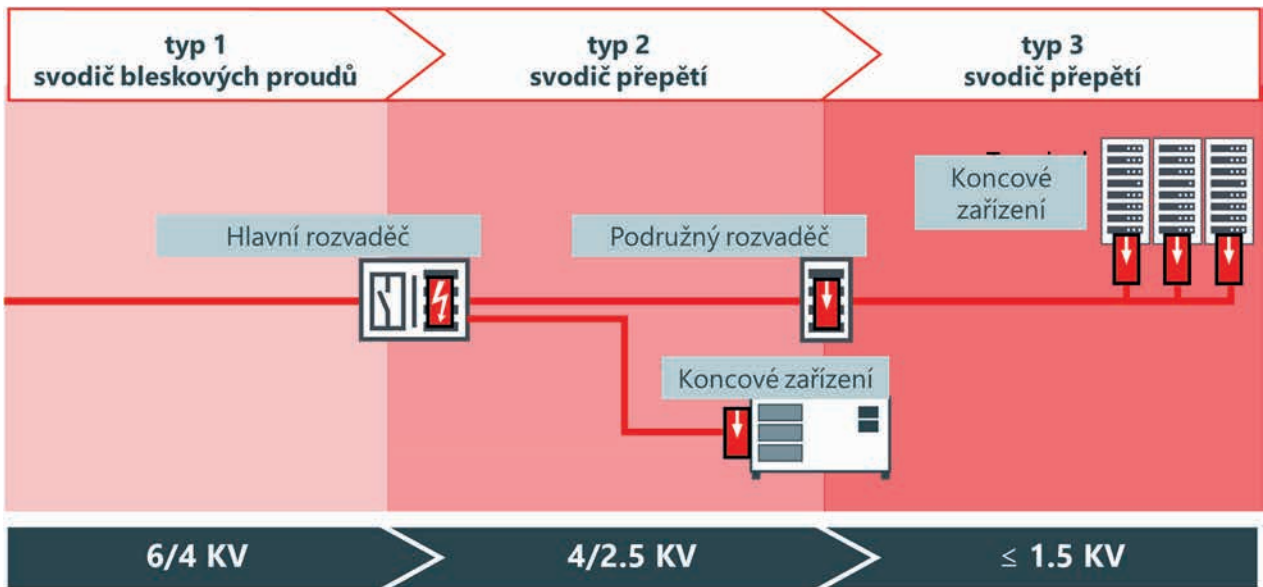 typ 1
svodič bleskových proudů
typ 2
svodič přepětí
typ 3
svodič přepětí
Koncové
zařízení
Hlavní rozvaděč
Podružný rozvaděč
Koncové zařízení
6/4 KV
4/2.5 KV
≤ 1.5 KV